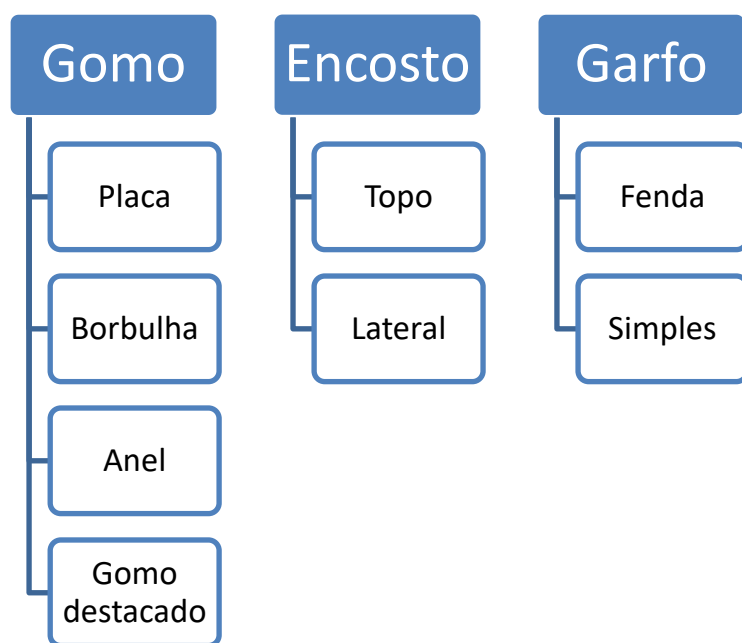 Gomo
Placa
Borbulha
Anel
Gomo
destacado
Encosto
Topo
Lateral
Garfo
Fenda
Simples